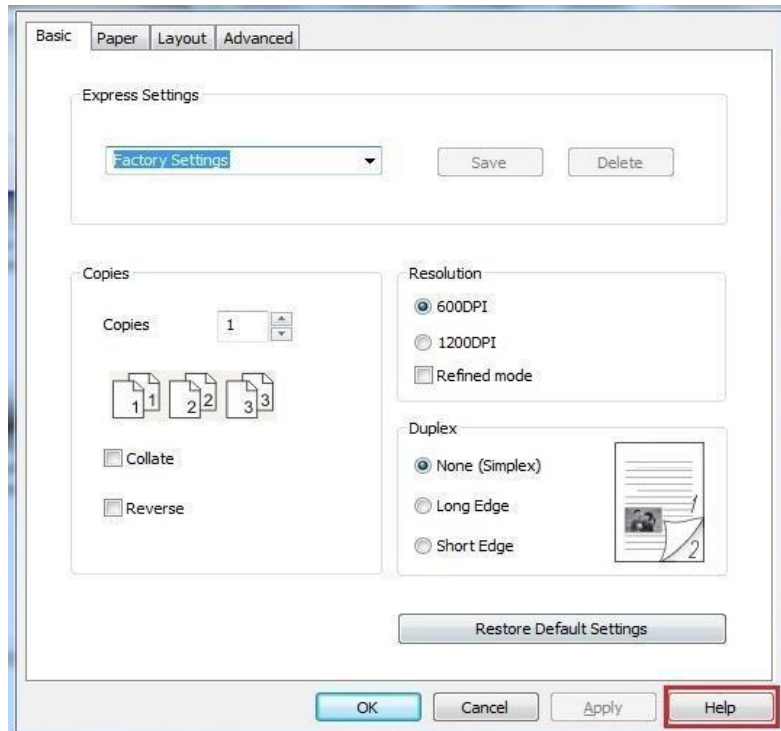 Basic Paper Layout Advanced
Express Settings
Factory Settings Save Delete
Copies
Copies 1
1 1 2 2 3 3
Collate
Reverse
Resolution
600DPI
1200DPI
Refined mode
Duplex
None (Simplex)
Long Edge
Short Edge
1
2
Restore Default Settings
OK Cancel Apply Help